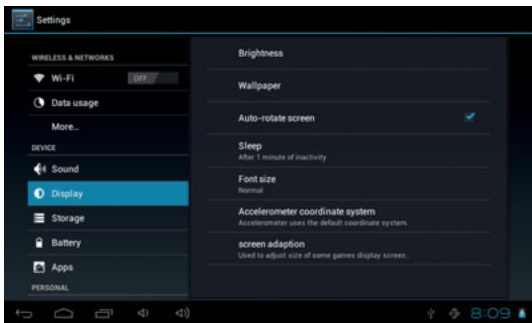 Settings
WIRELESS & NETWORKS
Wi-Fi OFF
Data usage
More...
DEVICE
Sound
Display
Storage
Battery
Apps
PERSONAL
Brightness
Wallpaper
Auto-rotate screen
Sleep
After 1 minute of inactivity
Font size
Normal
Accelerometer coordinate system
Accelerometer uses the default coordinate system.
screen adaption
Used to adjust size of some games display screen.
8:09